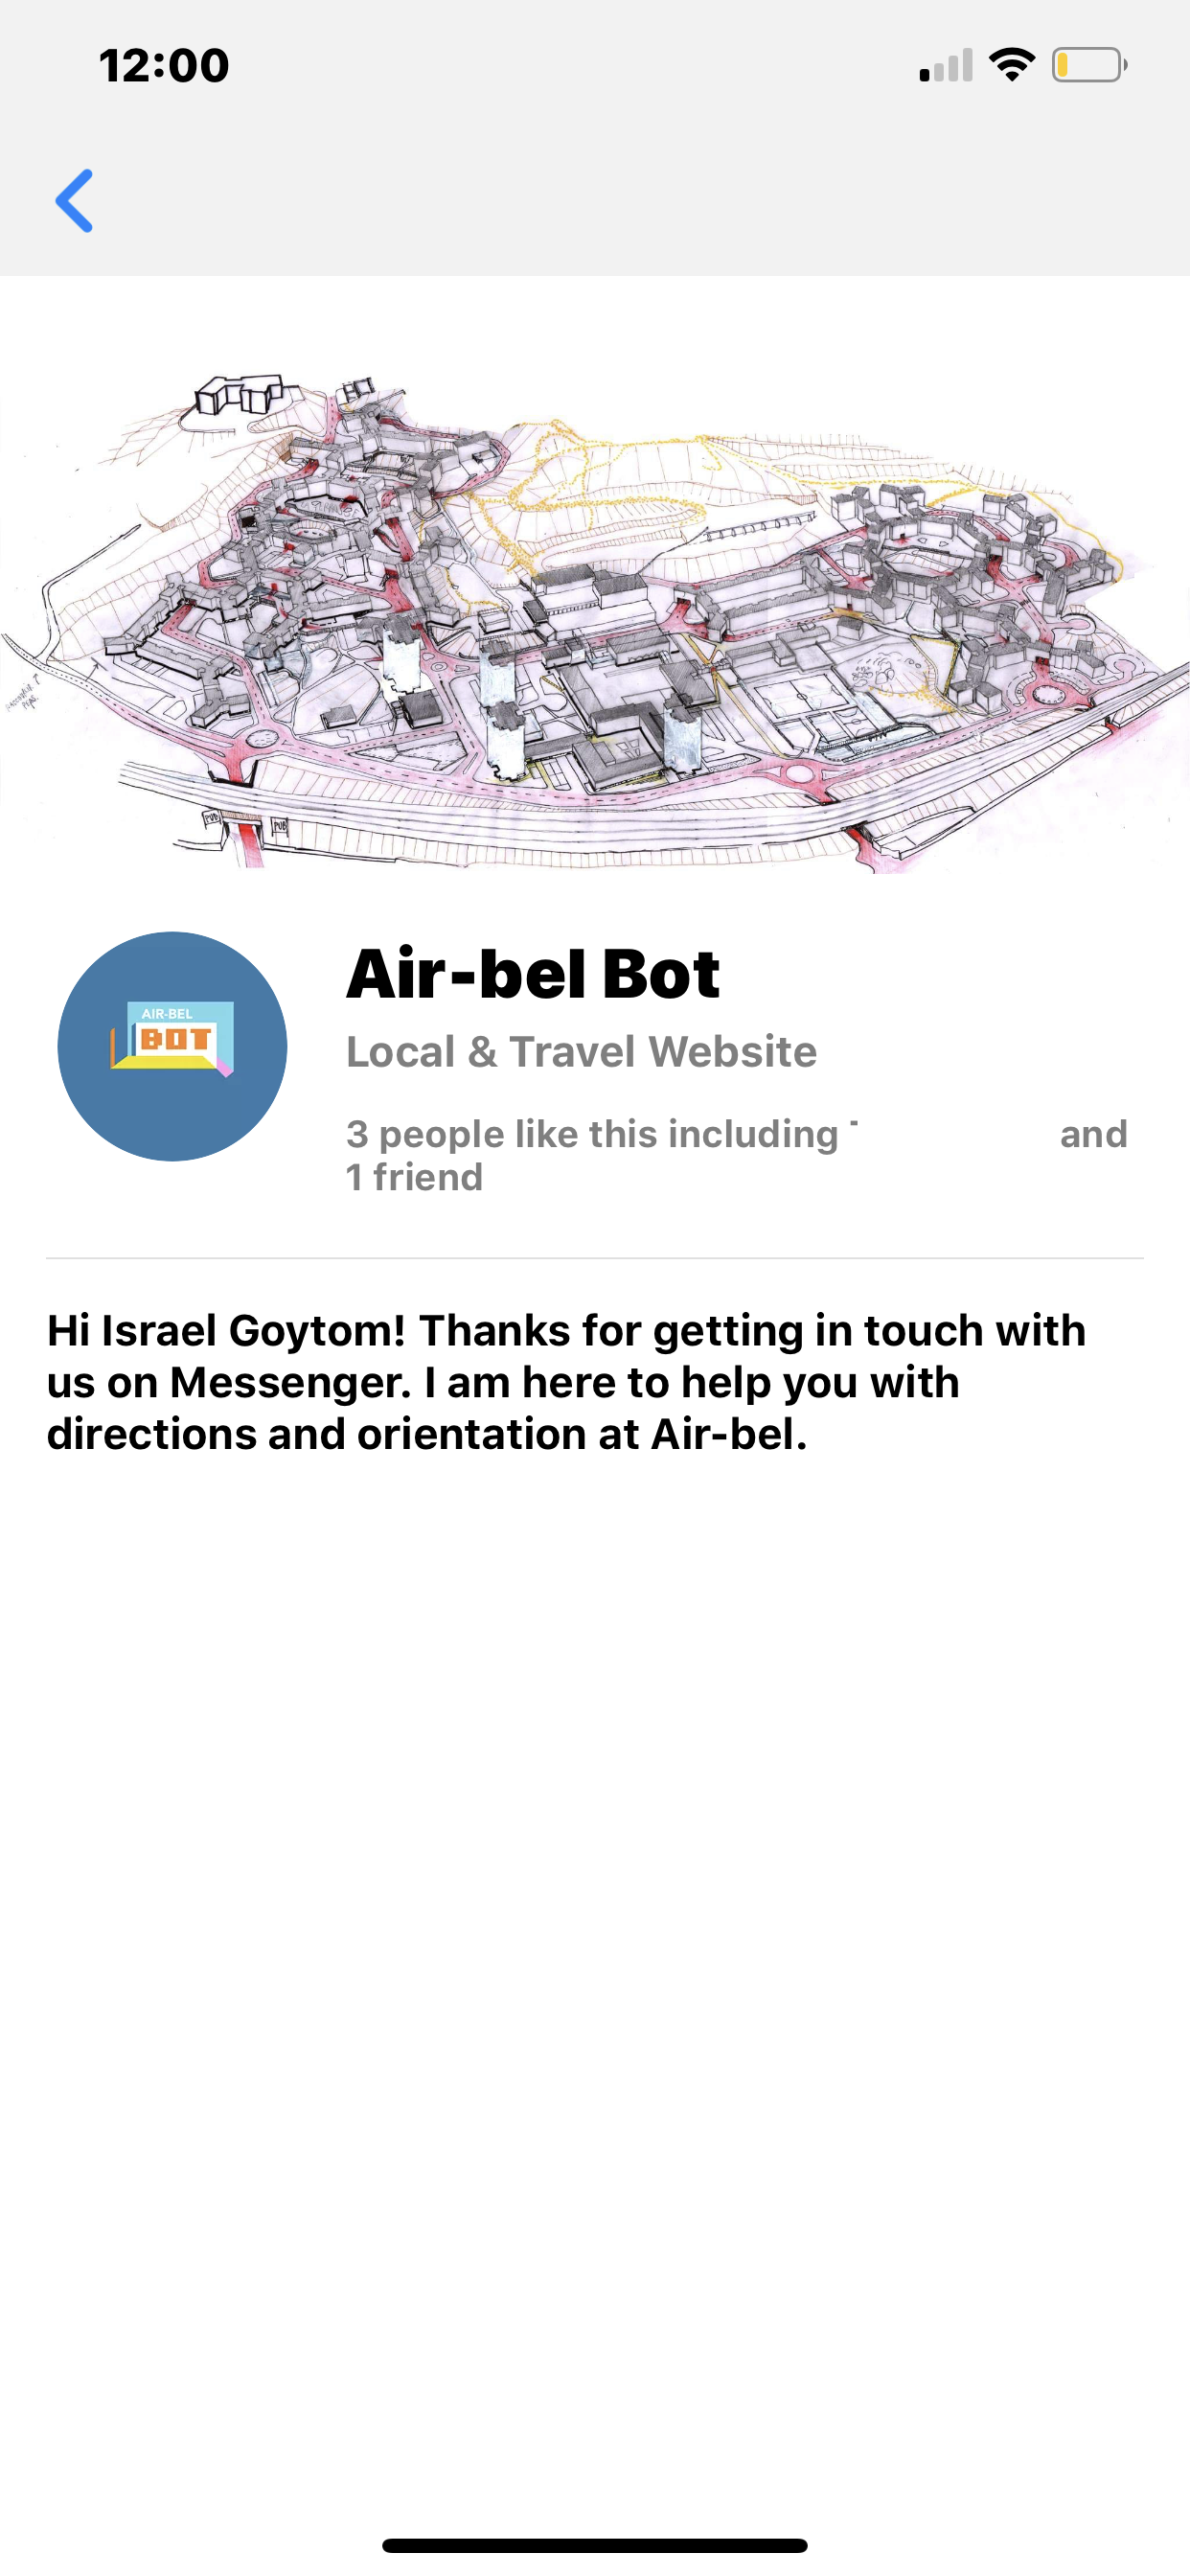 12:00
PUB
PUB
AIR-BEL
BOT
Air-bel Bot
Local & Travel Website
3 people like this including and
1 friend
Hi Israel Goytom! Thanks for getting in touch with
us on Messenger. I am here to help you with
directions and orientation at Air-bel.